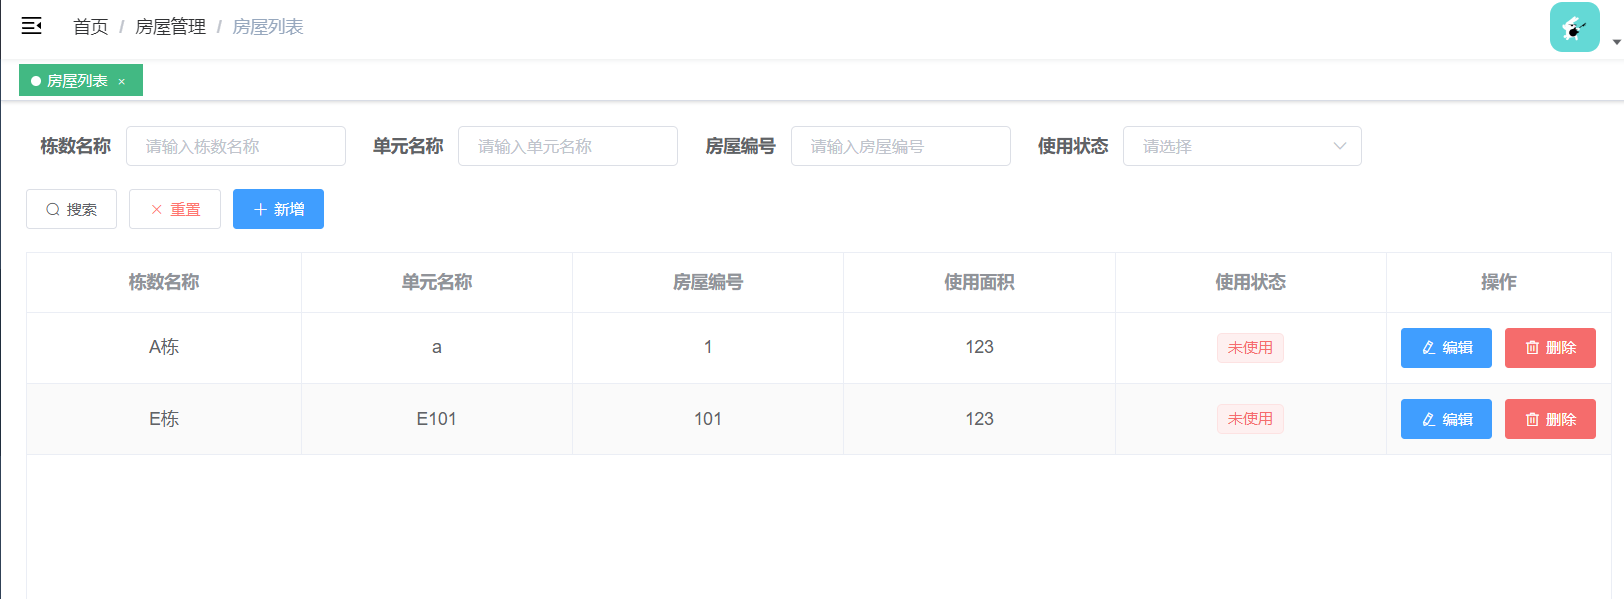 首页 / 房屋管理 / 房屋列表
房屋列表 ×
栋数名称 请输入栋数名称 单元名称 请输入单元名称 房屋编号 请输入房屋编号 使用状态 请选择
搜索 重置 新增
栋数名称 单元名称 房屋编号 使用面积 使用状态 操作
A栋 a 1 123 未使用 编辑 删除
E栋 E101 101 123 未使用 编辑 删除